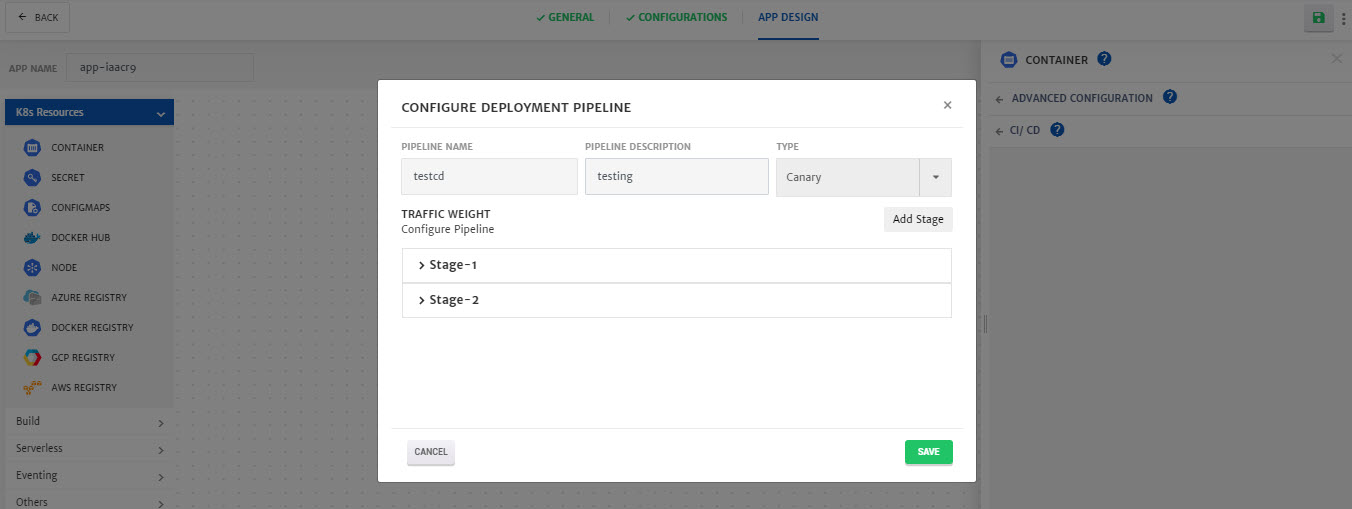 BACK
GENERAL
CONFIGURATIONS
APP DESIGN
APP NAME
app-iaacr9
K8s Resources
CONTAINER
SECRET
CONFIGMAPS
DOCKER HUB
NODE
AZURE REGISTRY
DOCKER REGISTRY
GCP REGISTRY
AWS REGISTRY
Build
Serverless
Eventing
Others
CONFIGURE DEPLOYMENT PIPELINE
PIPELINE NAME
PIPELINE DESCRIPTION
TYPE
testcd
testing
Canary
TRAFFIC WEIGHT
Configure Pipeline
Add Stage
Stage-1
Stage-2
CANCEL
SAVE
CONTAINER
ADVANCED CONFIGURATION
CI/ CD